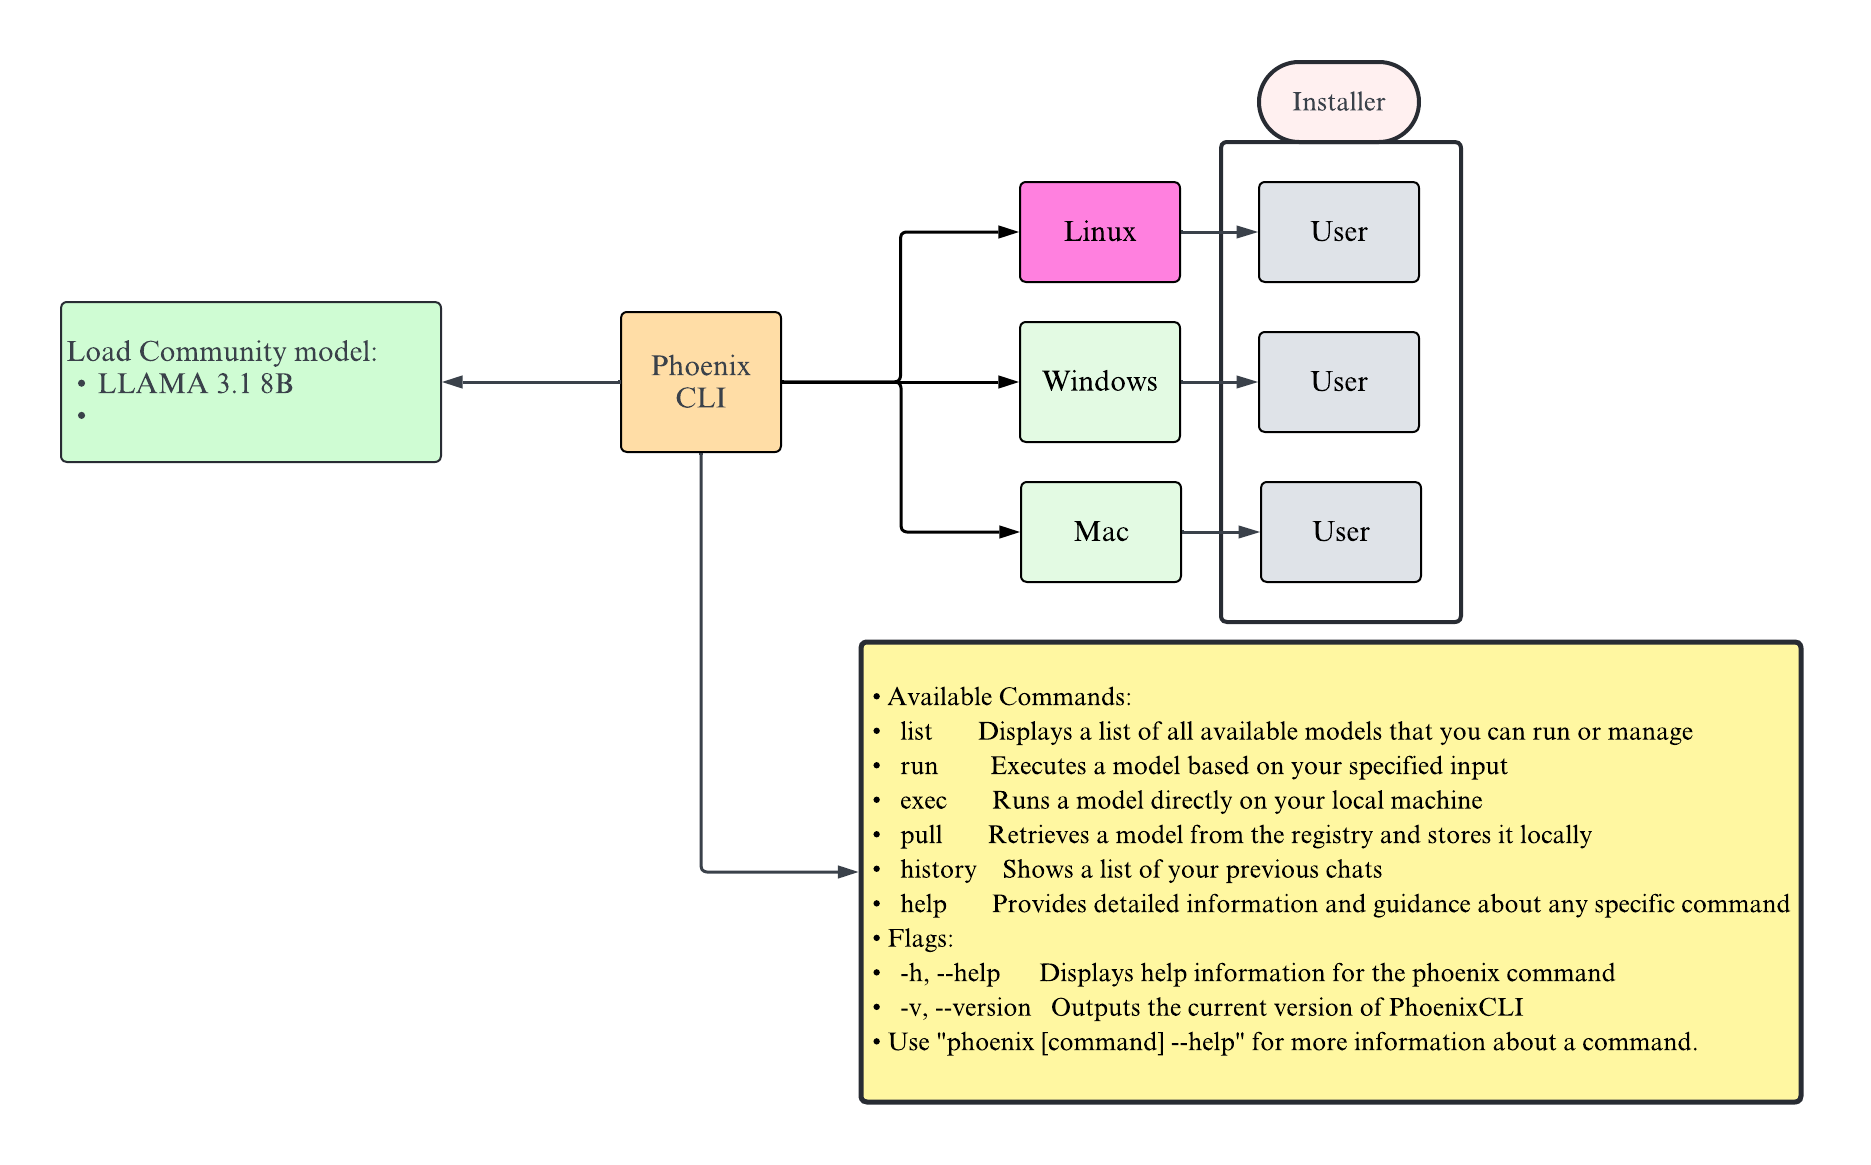 Installer
Linux
User
Load Community model:
• LLAMA 3.1 8B
•
Phoenix
CLI
Windows
User
Mac
User
• Available Commands:
• list Displays a list of all available models that you can run or manage
• run Executes a model based on your specified input
• exec Runs a model directly on your local machine
• pull Retrieves a model from the registry and stores it locally
• history Shows a list of your previous chats
• help Provides detailed information and guidance about any specific command
• Flags:
• -h, --help Displays help information for the phoenix command
• -v, --version Outputs the current version of PhoenixCLI
• Use "phoenix [command] --help" for more information about a command.